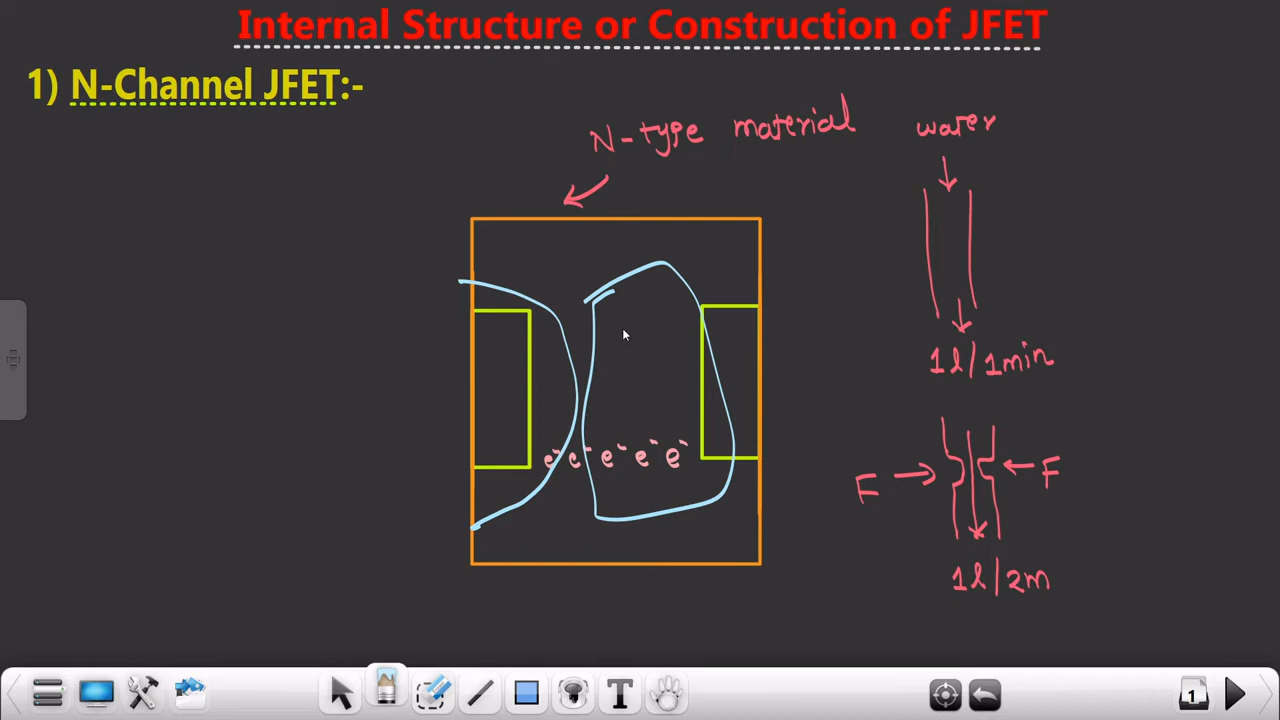 Internal Structure or Construction of JFET
1) N-Channel JFET:-
N-type material
water
1l/1min
e⁻ e⁻ e⁻ e⁻ e⁻
F
F
1l/2m
T
1